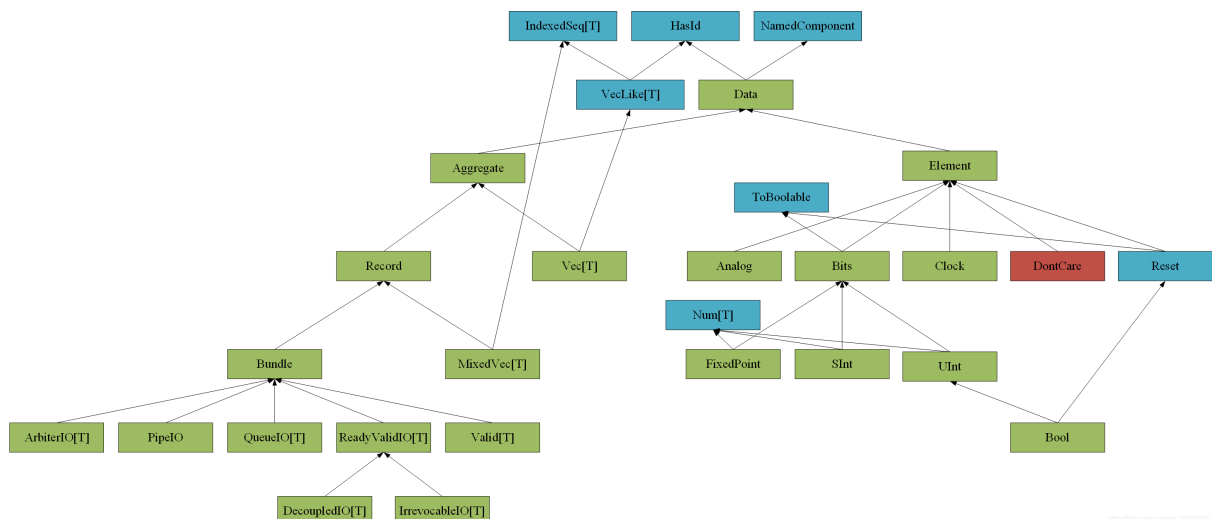 IndexedSeq[T]
HasId
NamedComponent
VecLike[T]
Data
Aggregate
Element
ToBoolable
Record
Vec[T]
Analog
Bits
Clock
DontCare
Reset
Num[T]
Bundle
MixedVec[T]
FixedPoint
SInt
UInt
ArbiterIO[T]
PipeIO
QueueIO[T]
ReadyValidIO[T]
Valid[T]
Bool
DecoupledIO[T]
IrrevocableIO[T]